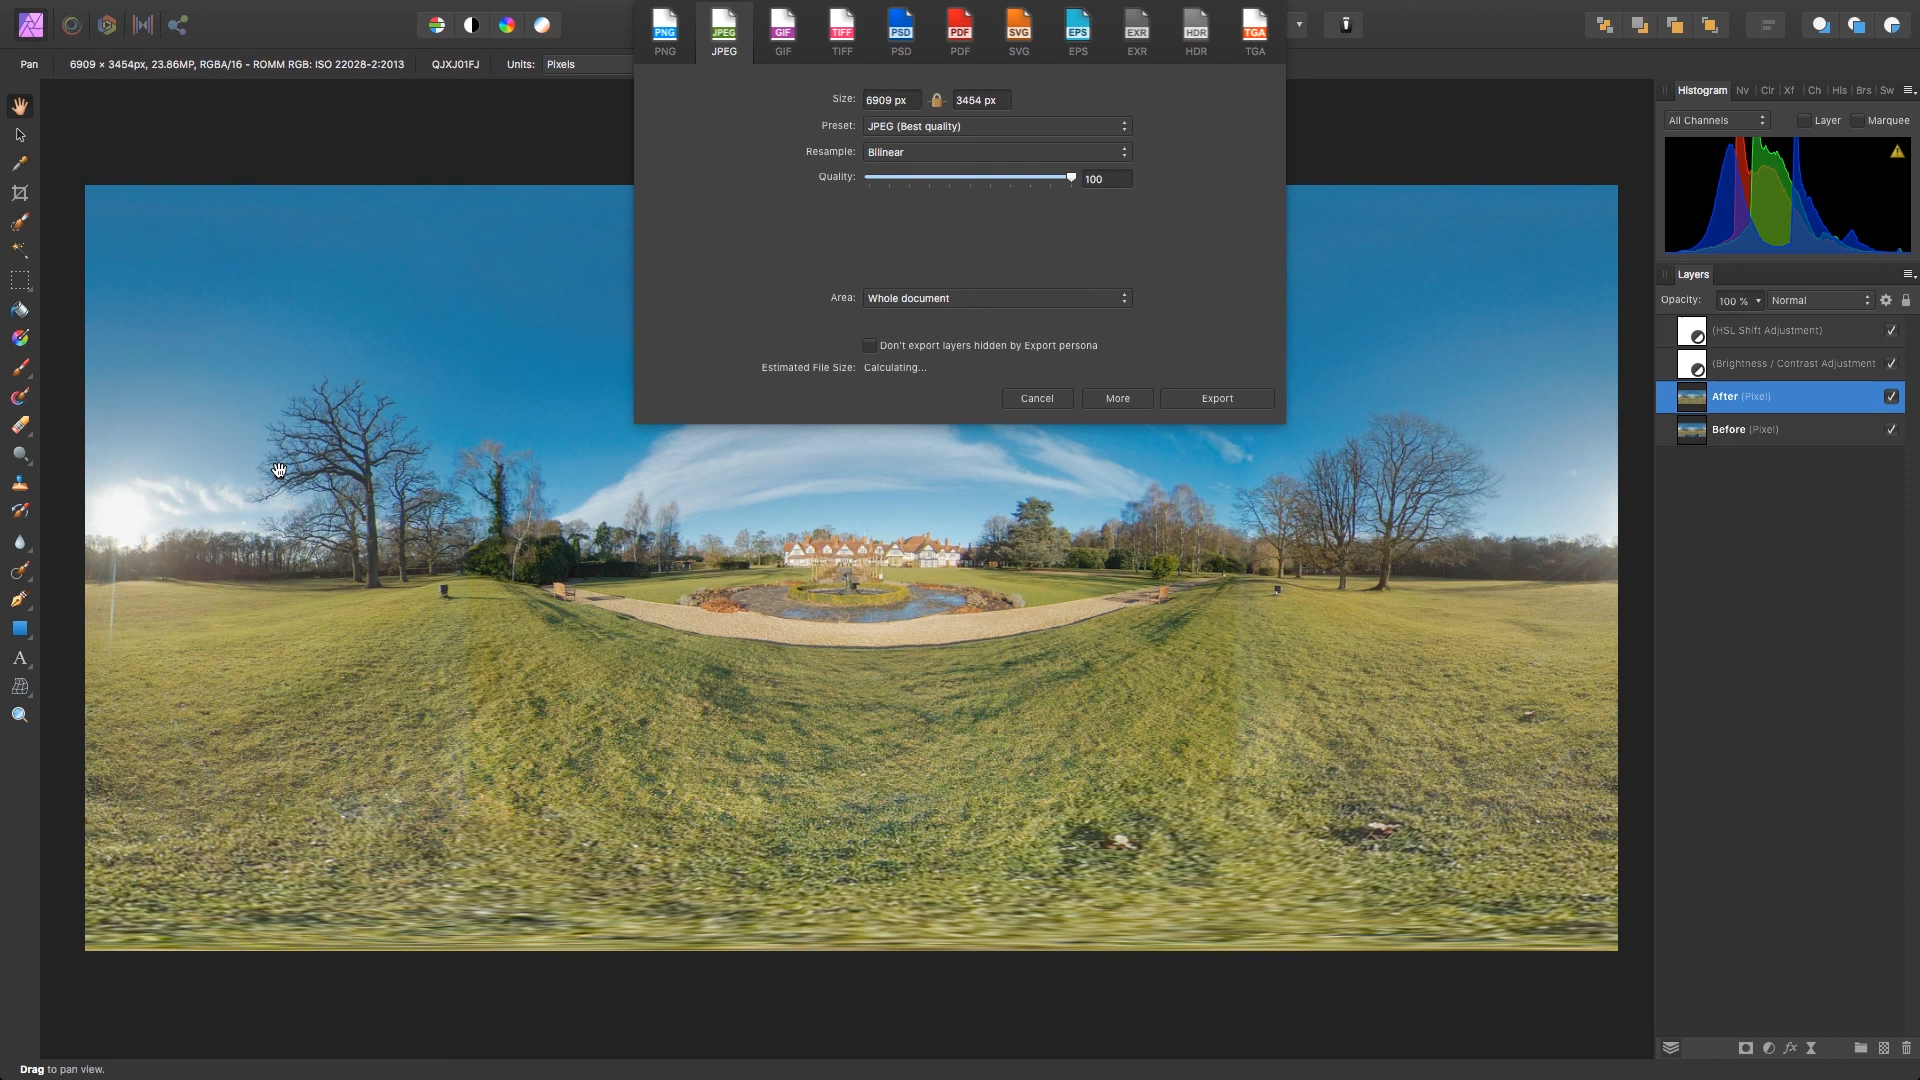 PNG JPEG GIF TIFF PSD PDF SVG EPS EXR HDR TGA
PNG JPEG GIF TIFF PSD PDF SVG EPS EXR HDR TGA
Pan 6909 × 3454px, 23.86MP, RGBA/16 - ROMM RGB: ISO 22028-2:2013 QJXJ01FJ Units: Pixels
Size: 6909 px 3454 px
Preset: JPEG (Best quality)
Resample: Bilinear
Quality: 100
Area: Whole document
Don't export layers hidden by Export persona
Estimated File Size: Calculating...
Cancel More Export
Histogram Nv Clr Xf Ch His Brs Sw
All Channels Layer Marquee
Layers
Opacity: 100 % Normal
(HSL Shift Adjustment)
(Brightness / Contrast Adjustment
After (Pixel)
Before (Pixel)
A
fx
Drag to pan view.